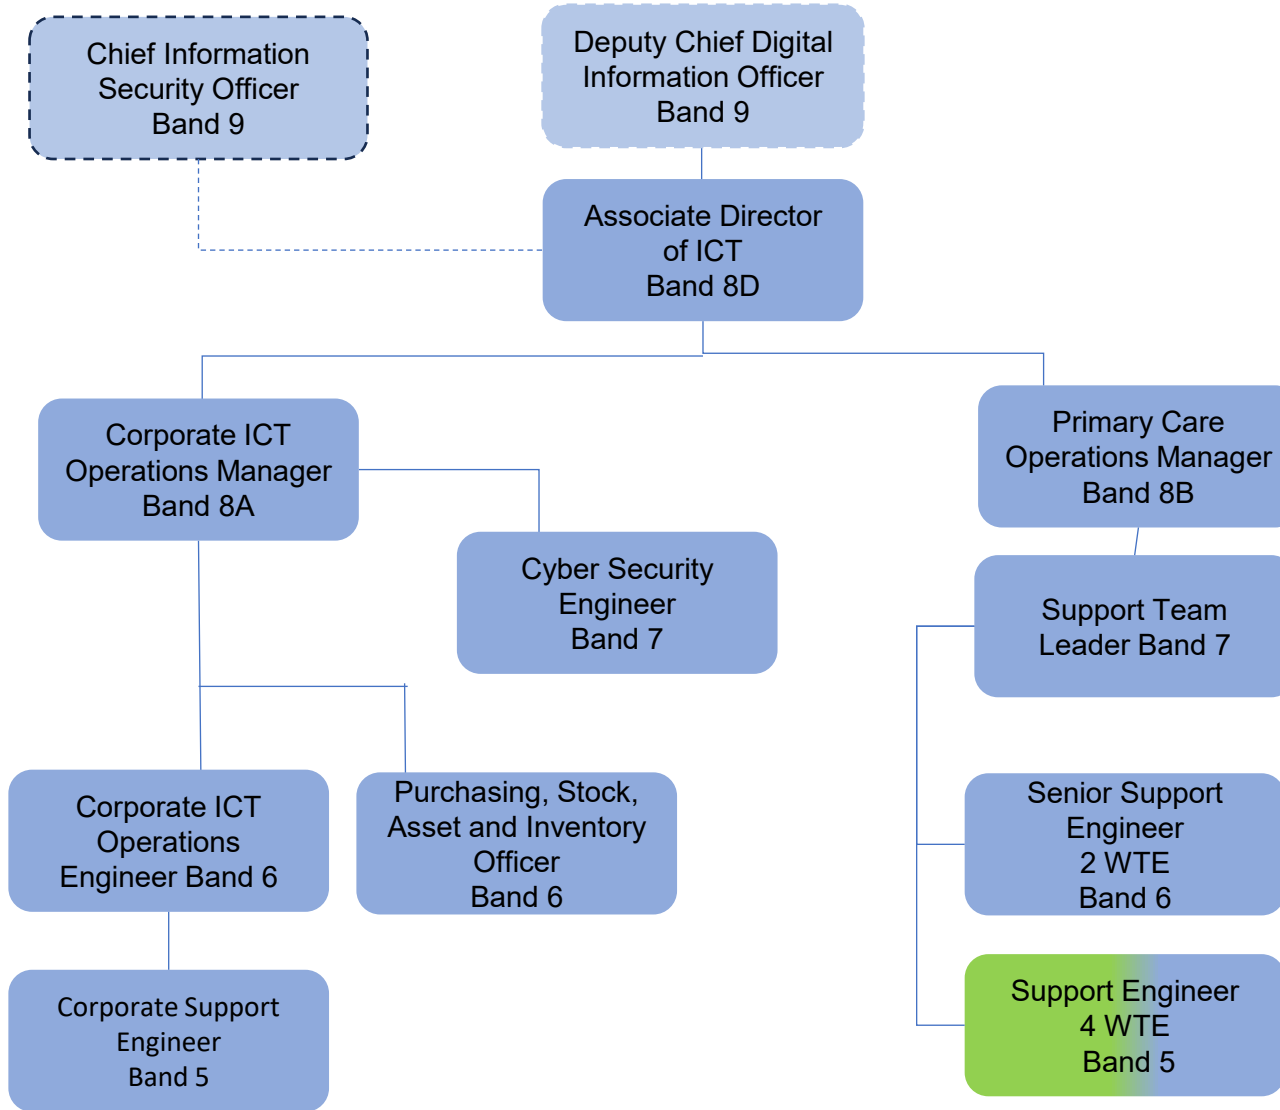 Chief Information
Security Officer
Band 9
Deputy Chief Digital
Information Officer
Band 9
Associate Director
of ICT
Band 8D
Corporate ICT
Operations Manager
Band 8A
Primary Care
Operations Manager
Band 8B
Cyber Security
Engineer
Band 7
Support Team
Leader Band 7
Corporate ICT
Operations
Engineer Band 6
Purchasing, Stock,
Asset and Inventory
Officer
Band 6
Senior Support
Engineer
2 WTE
Band 6
Corporate Support
Engineer
Band 5
Support Engineer
4 WTE
Band 5